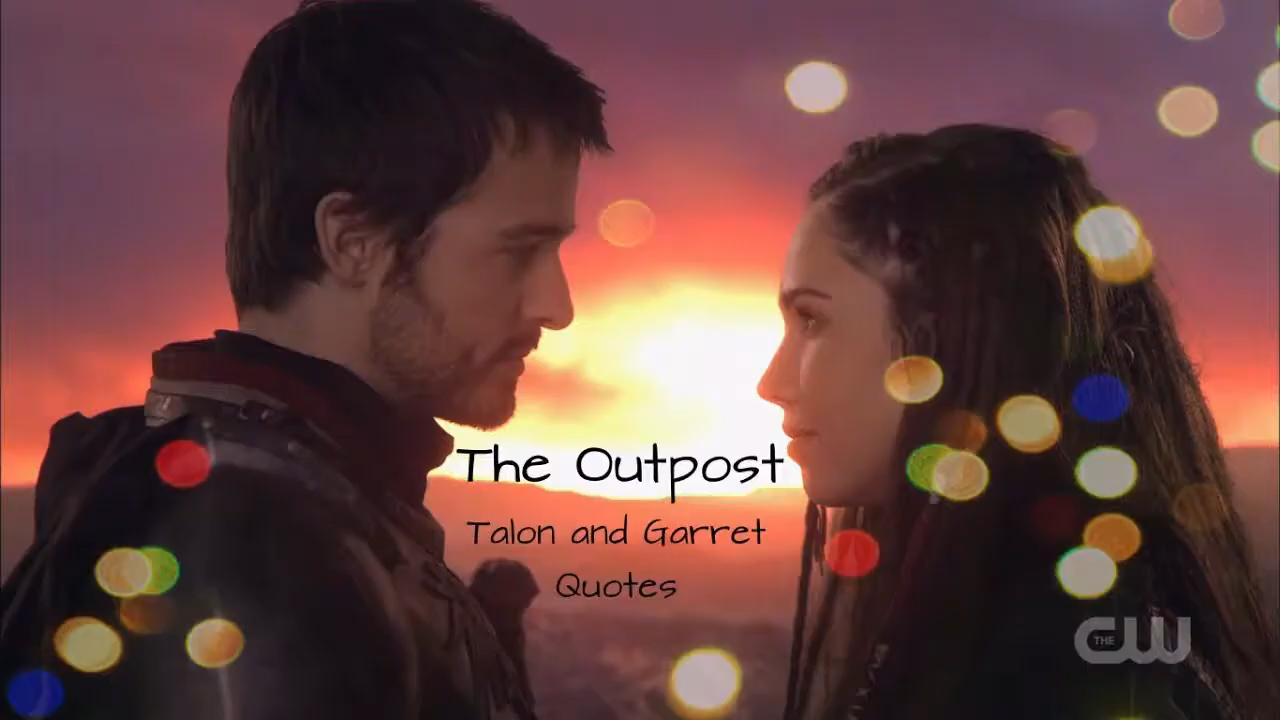 The Outpost
Talon and Garret
Quotes
THE CW